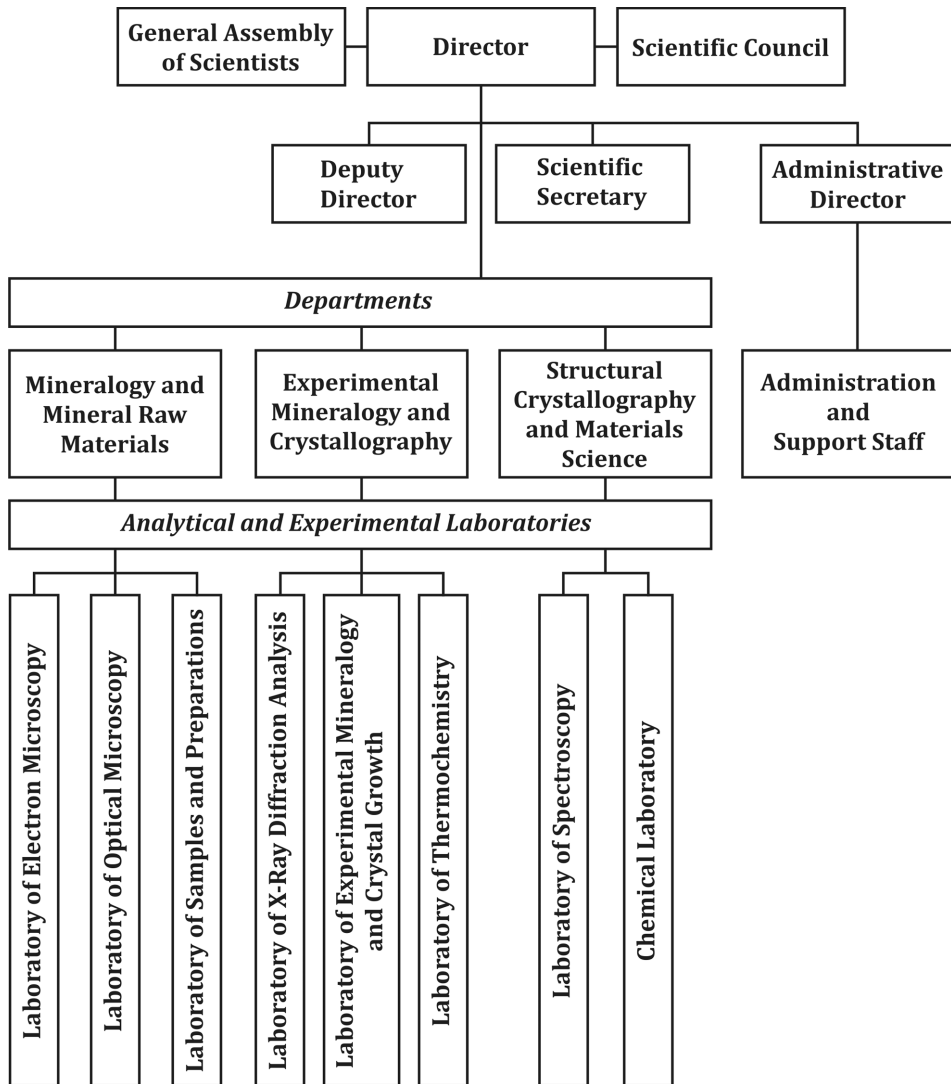 General Assembly
of Scientists
Director
Scientific Council
Deputy
Director
Scientific
Secretary
Administrative
Director
Departments
Mineralogy and
Mineral Raw
Materials
Experimental
Mineralogy and
Crystallography
Structural
Crystallography
and Materials
Science
Administration
and
Support Staff
Analytical and Experimental Laboratories
Laboratory of Electron Microscopy
Laboratory of Optical Microscopy
Laboratory of Samples and Preparations
Laboratory of X-Ray Diffraction Analysis
Laboratory of Experimental Mineralogy
and Crystal Growth
Laboratory of Thermochemistry
Laboratory of Spectroscopy
Chemical Laboratory